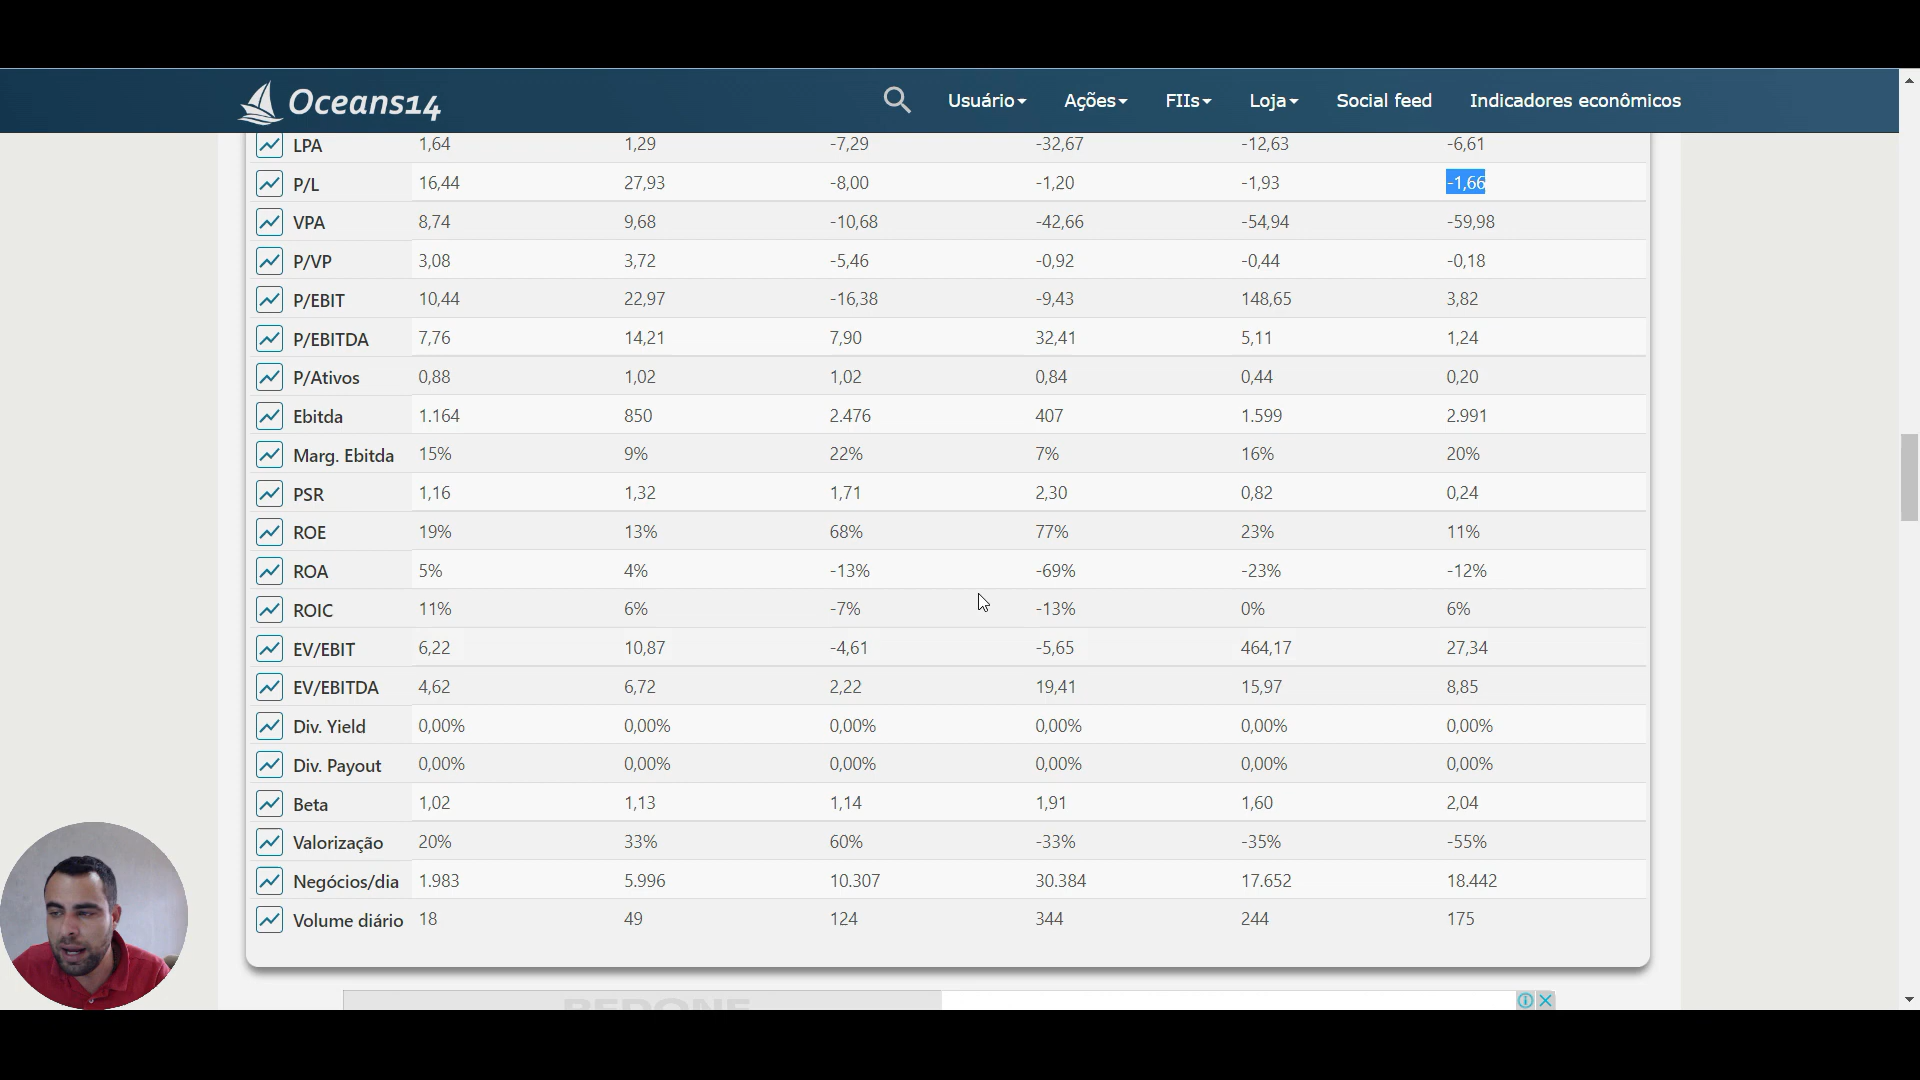 Oceans14 Usuário Ações FIIs Loja Social feed Indicadores econômicos
LPA 1,64 1,29 -7,29 -32,67 -12,63 -6,61
P/L 16,44 27,93 -8,00 -1,20 -1,93 -1,66
VPA 8,74 9,68 -10,68 -42,66 -54,94 -59,98
P/VP 3,08 3,72 -5,46 -0,92 -0,44 -0,18
P/EBIT 10,44 22,97 -16,38 -9,43 148,65 3,82
P/EBITDA 7,76 14,21 7,90 32,41 5,11 1,24
P/Ativos 0,88 1,02 1,02 0,84 0,44 0,20
Ebitda 1.164 850 2.476 407 1.599 2.991
Marg. Ebitda 15% 9% 22% 7% 16% 20%
PSR 1,16 1,32 1,71 2,30 0,82 0,24
ROE 19% 13% 68% 77% 23% 11%
ROA 5% 4% -13% -69% -23% -12%
ROIC 11% 6% -7% -13% 0% 6%
EV/EBIT 6,22 10,87 -4,61 -5,65 464,17 27,34
EV/EBITDA 4,62 6,72 2,22 19,41 15,97 8,85
Div. Yield 0,00% 0,00% 0,00% 0,00% 0,00% 0,00%
Div. Payout 0,00% 0,00% 0,00% 0,00% 0,00% 0,00%
Beta 1,02 1,13 1,14 1,91 1,60 2,04
Valorização 20% 33% 60% -33% -35% -55%
Negócios/dia 1.983 5.996 10.307 30.384 17.652 18.442
Volume diário 18 49 124 344 244 175